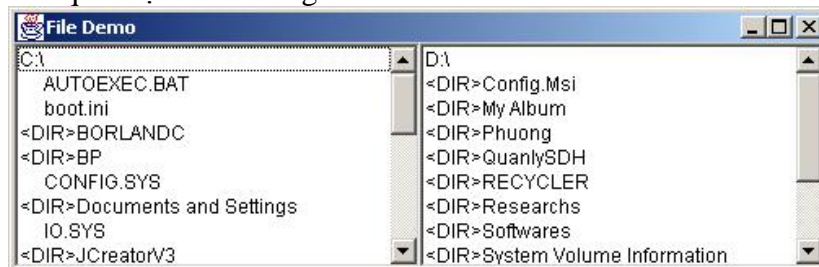 File Demo
C:\
AUTOEXEC.BAT
boot.ini
<DIR>BORLANDC
<DIR>BP
CONFIG.SYS
<DIR>Documents and Settings
IO.SYS
<DIR>JCreatorV3
D:\
<DIR>Config.Msi
<DIR>My Album
<DIR>Phuong
<DIR>QuanlySDH
<DIR>RECYCLER
<DIR>Researchs
<DIR>Softwares
<DIR>System Volume Information